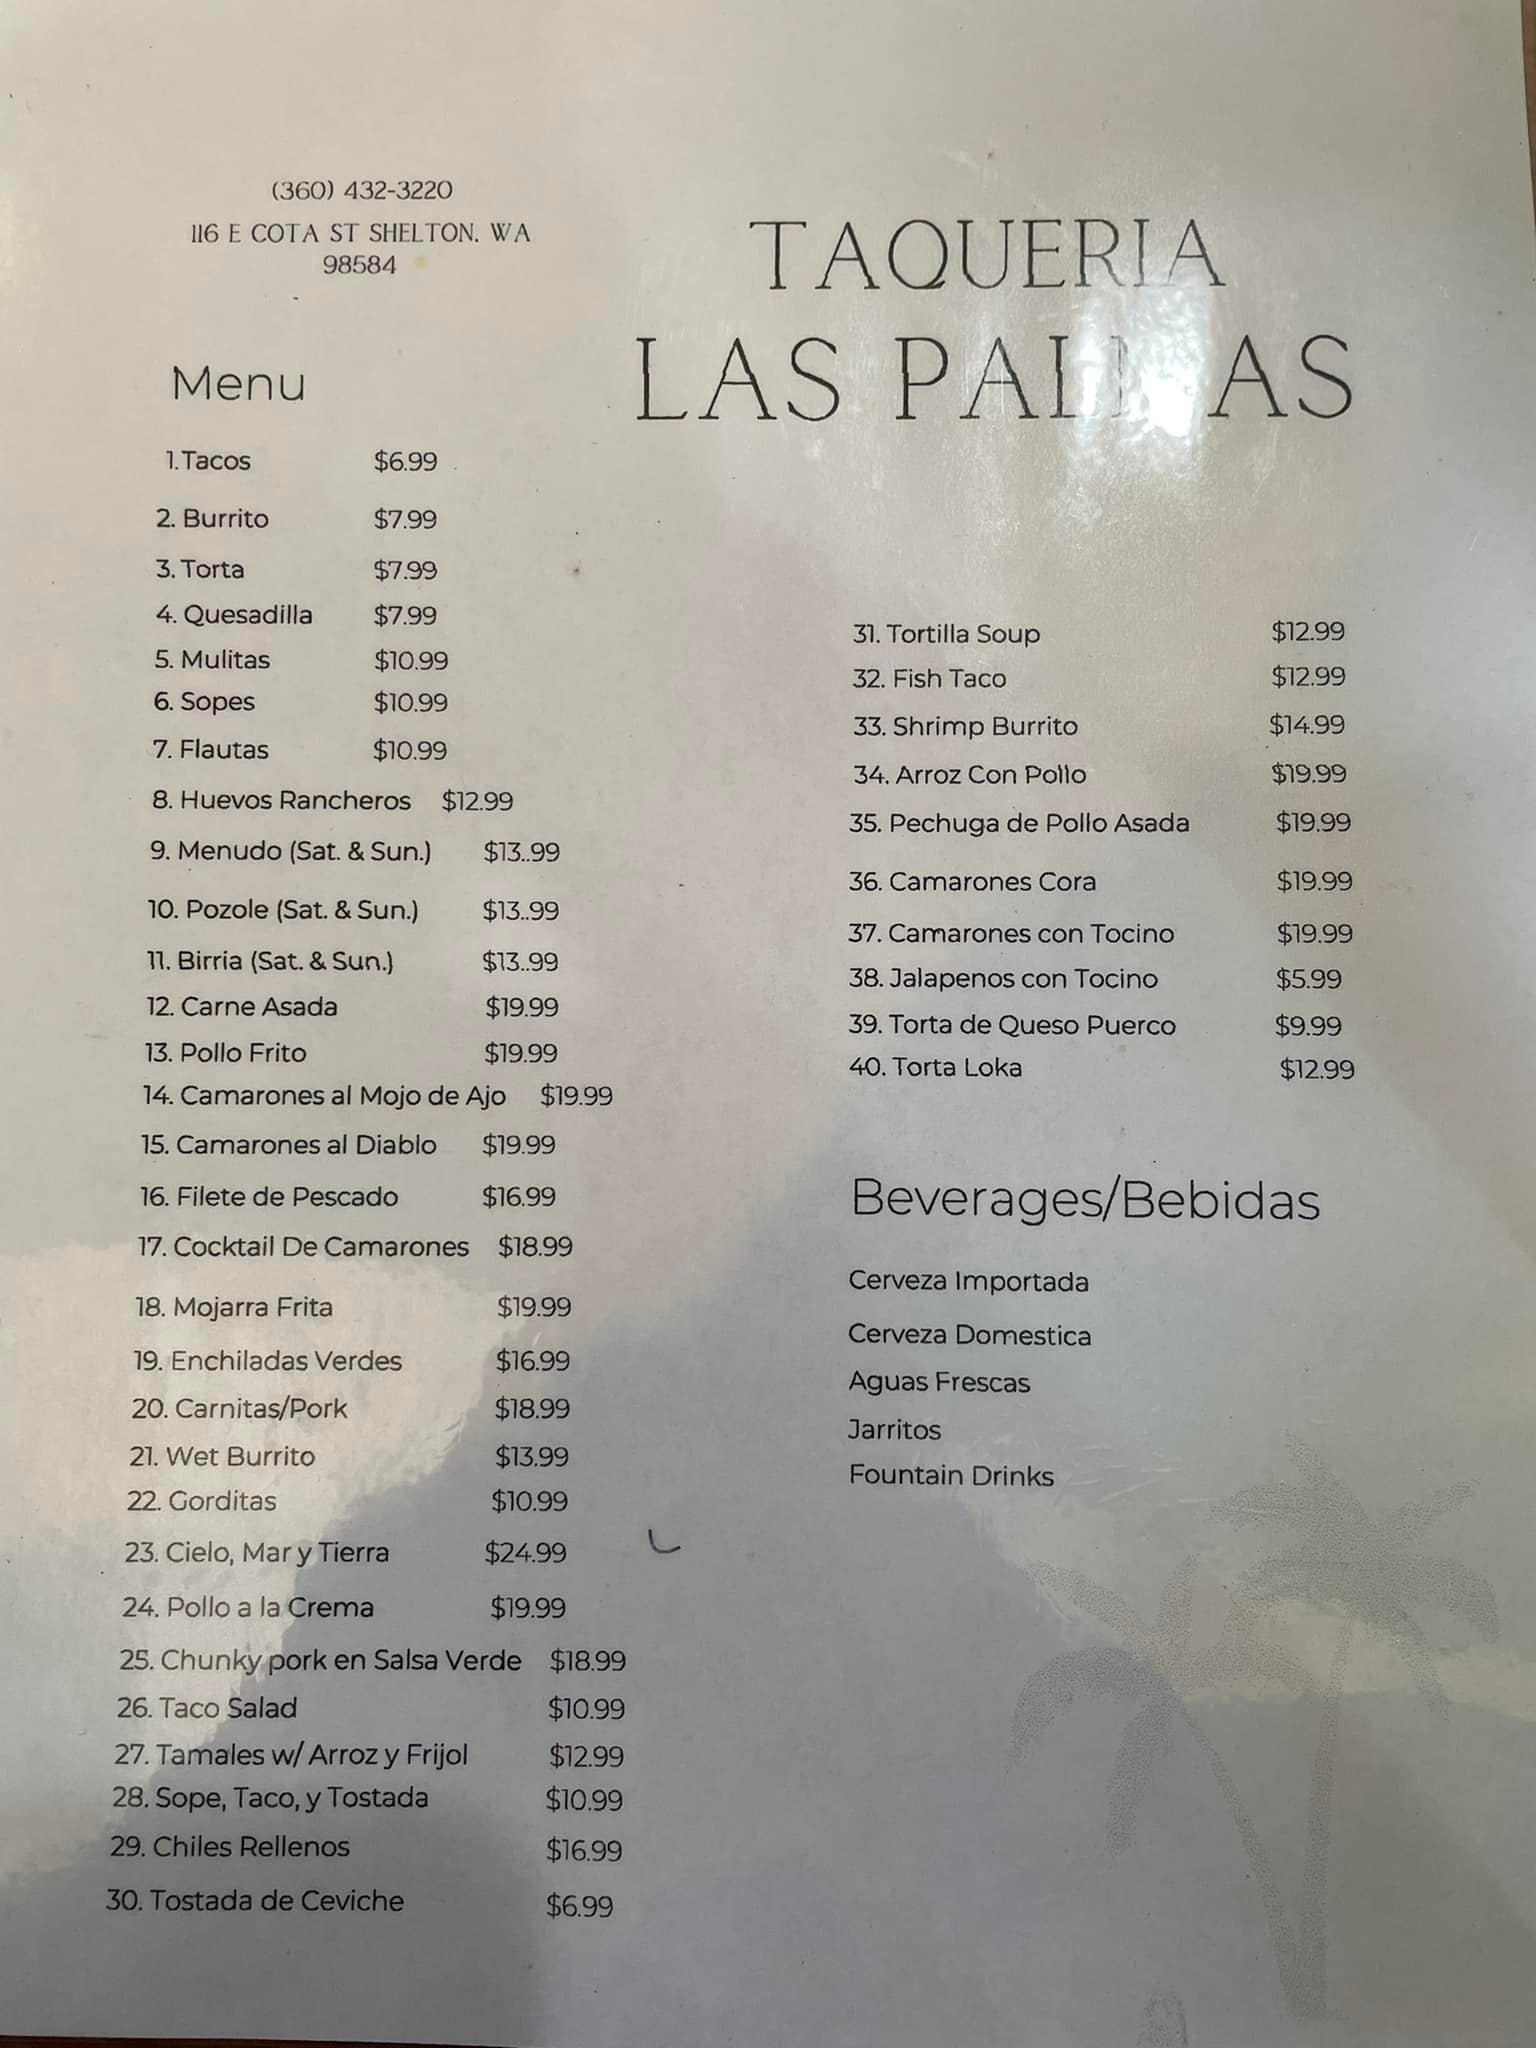 (360) 432-3220
116 E COTA ST SHELTON, WA
98584
TAQUERIA
LAS PALMAS
Menu
1. Tacos $6.99
2. Burrito $7.99
3. Torta $7.99
4. Quesadilla $7.99
5. Mulitas $10.99
6. Sopes $10.99
7. Flautas $10.99
8. Huevos Rancheros $12.99
9. Menudo (Sat. & Sun.) $13..99
10. Pozole (Sat. & Sun.) $13..99
11. Birria (Sat. & Sun.) $13..99
12. Carne Asada $19.99
13. Pollo Frito $19.99
14. Camarones al Mojo de Ajo $19.99
15. Camarones al Diablo $19.99
16. Filete de Pescado $16.99
17. Cocktail De Camarones $18.99
18. Mojarra Frita $19.99
19. Enchiladas Verdes $16.99
20. Carnitas/Pork $18.99
21. Wet Burrito $13.99
22. Gorditas $10.99
23. Cielo, Mar y Tierra $24.99
24. Pollo a la Crema $19.99
25. Chunky pork en Salsa Verde $18.99
26. Taco Salad $10.99
27. Tamales w/ Arroz y Frijol $12.99
28. Sope, Taco, y Tostada $10.99
29. Chiles Rellenos $16.99
30. Tostada de Ceviche $6.99
31. Tortilla Soup $12.99
32. Fish Taco $12.99
33. Shrimp Burrito $14.99
34. Arroz Con Pollo $19.99
35. Pechuga de Pollo Asada $19.99
36. Camarones Cora $19.99
37. Camarones con Tocino $19.99
38. Jalapenos con Tocino $5.99
39. Torta de Queso Puerco $9.99
40. Torta Loka $12.99
Beverages/Bebidas
Cerveza Importada
Cerveza Domestica
Aguas Frescas
Jarritos
Fountain Drinks